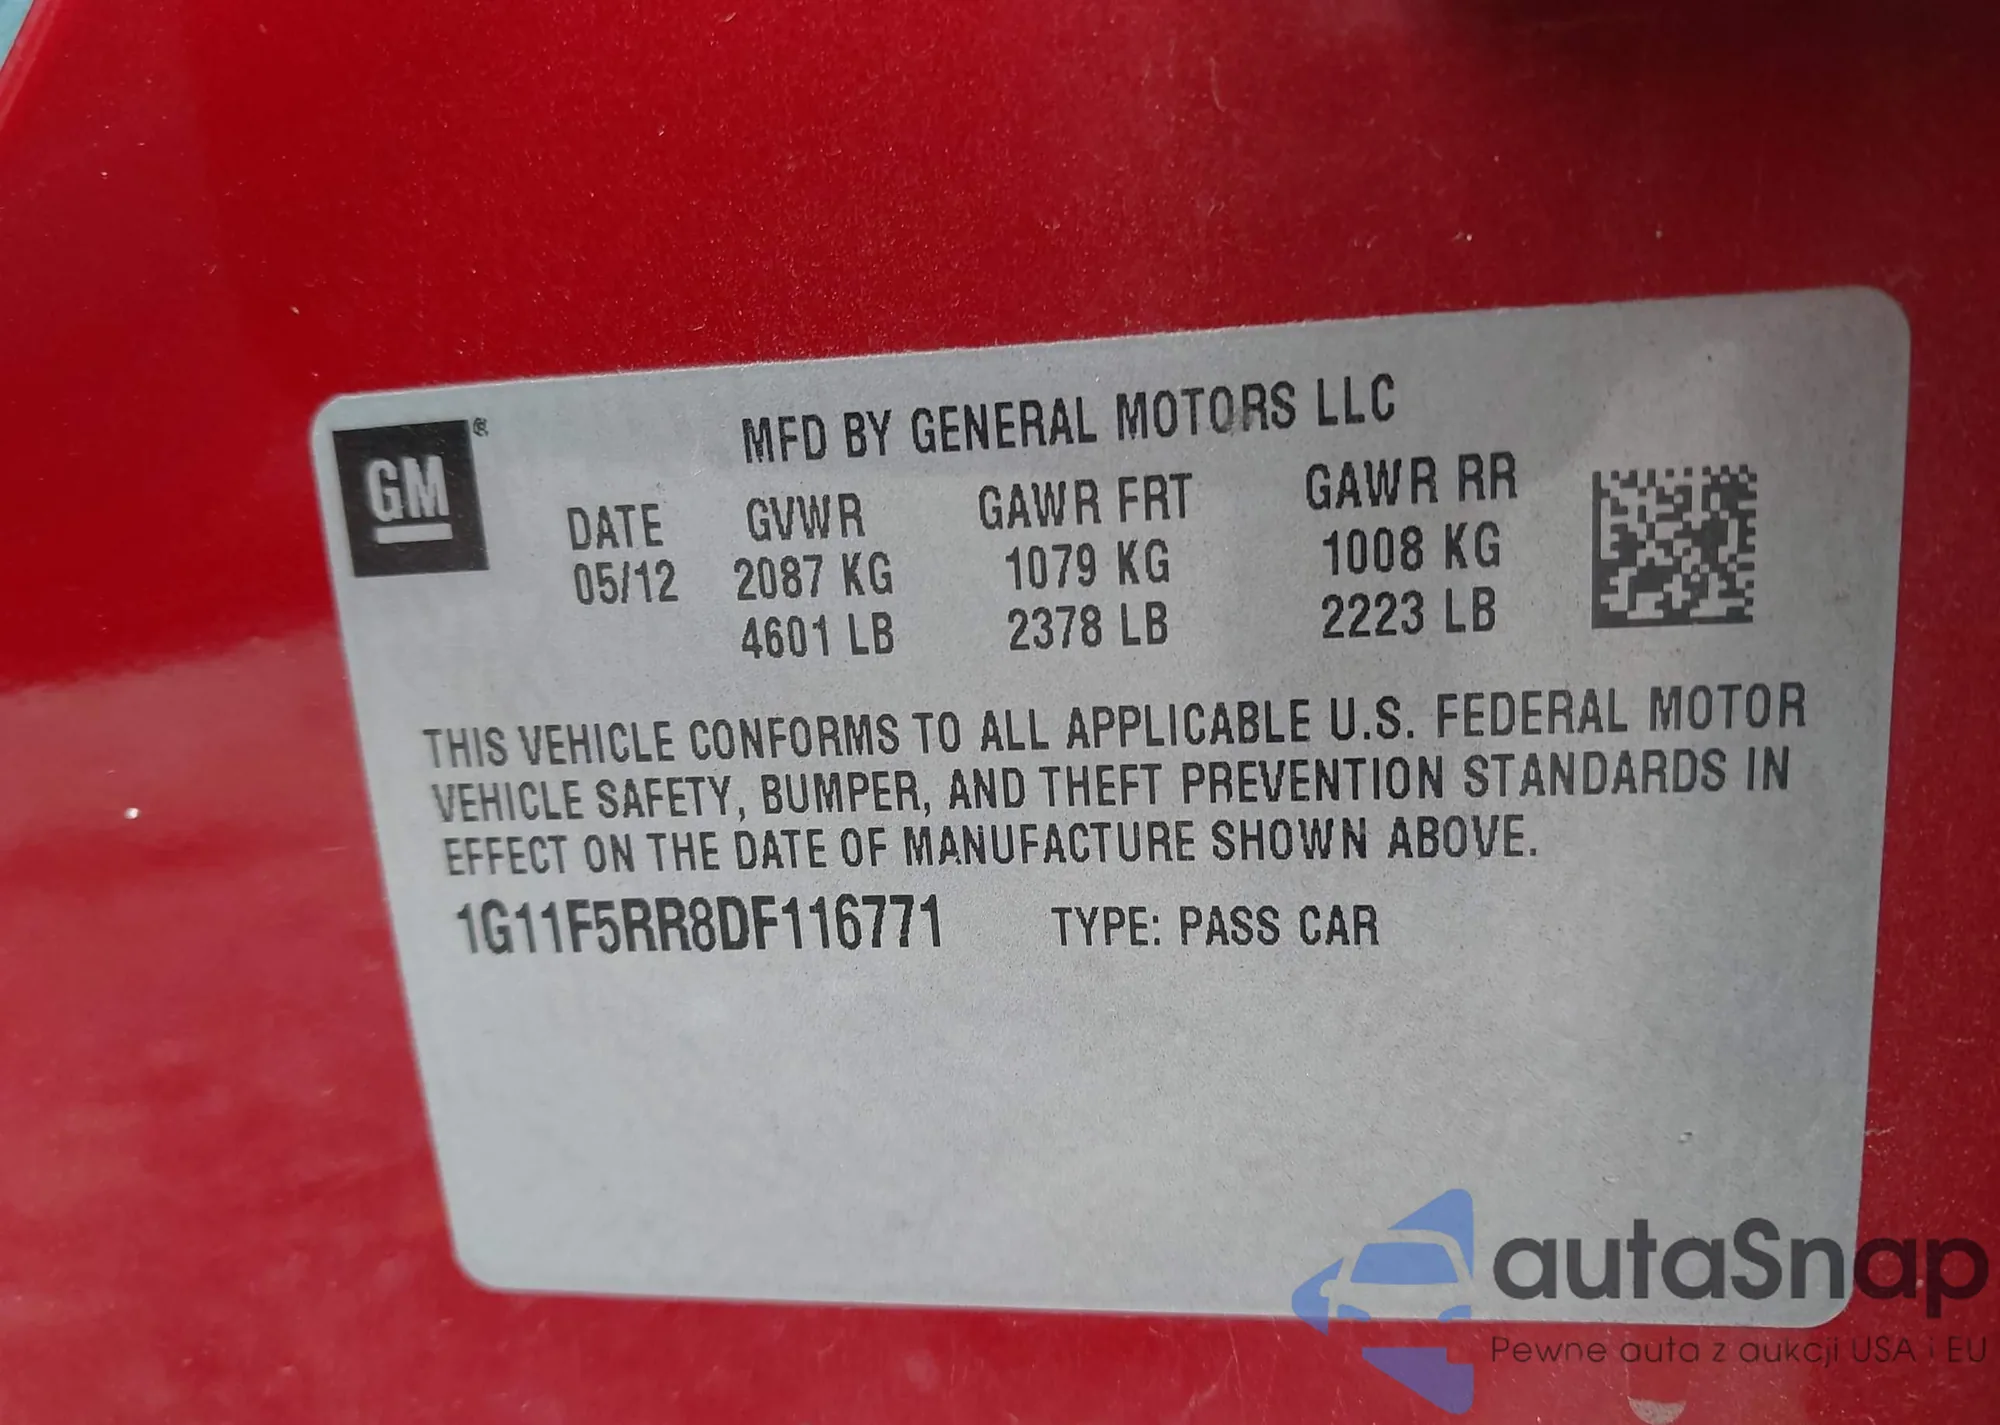 GM ®
MFD BY GENERAL MOTORS LLC
DATE GVWR GAWR FRT GAWR RR
05/12 2087 KG 1079 KG 1008 KG
4601 LB 2378 LB 2223 LB
THIS VEHICLE CONFORMS TO ALL APPLICABLE U.S. FEDERAL MOTOR
VEHICLE SAFETY, BUMPER, AND THEFT PREVENTION STANDARDS IN
EFFECT ON THE DATE OF MANUFACTURE SHOWN ABOVE.
1G11F5RR8DF116771 TYPE: PASS CAR
autaSnap
Pewne auta z aukcji USA i EU